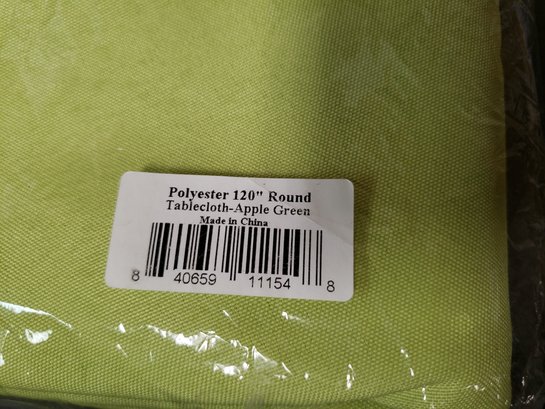 Polyester 120" Round
Tablecloth-Apple Green
Made in China
8 40659 11154 8